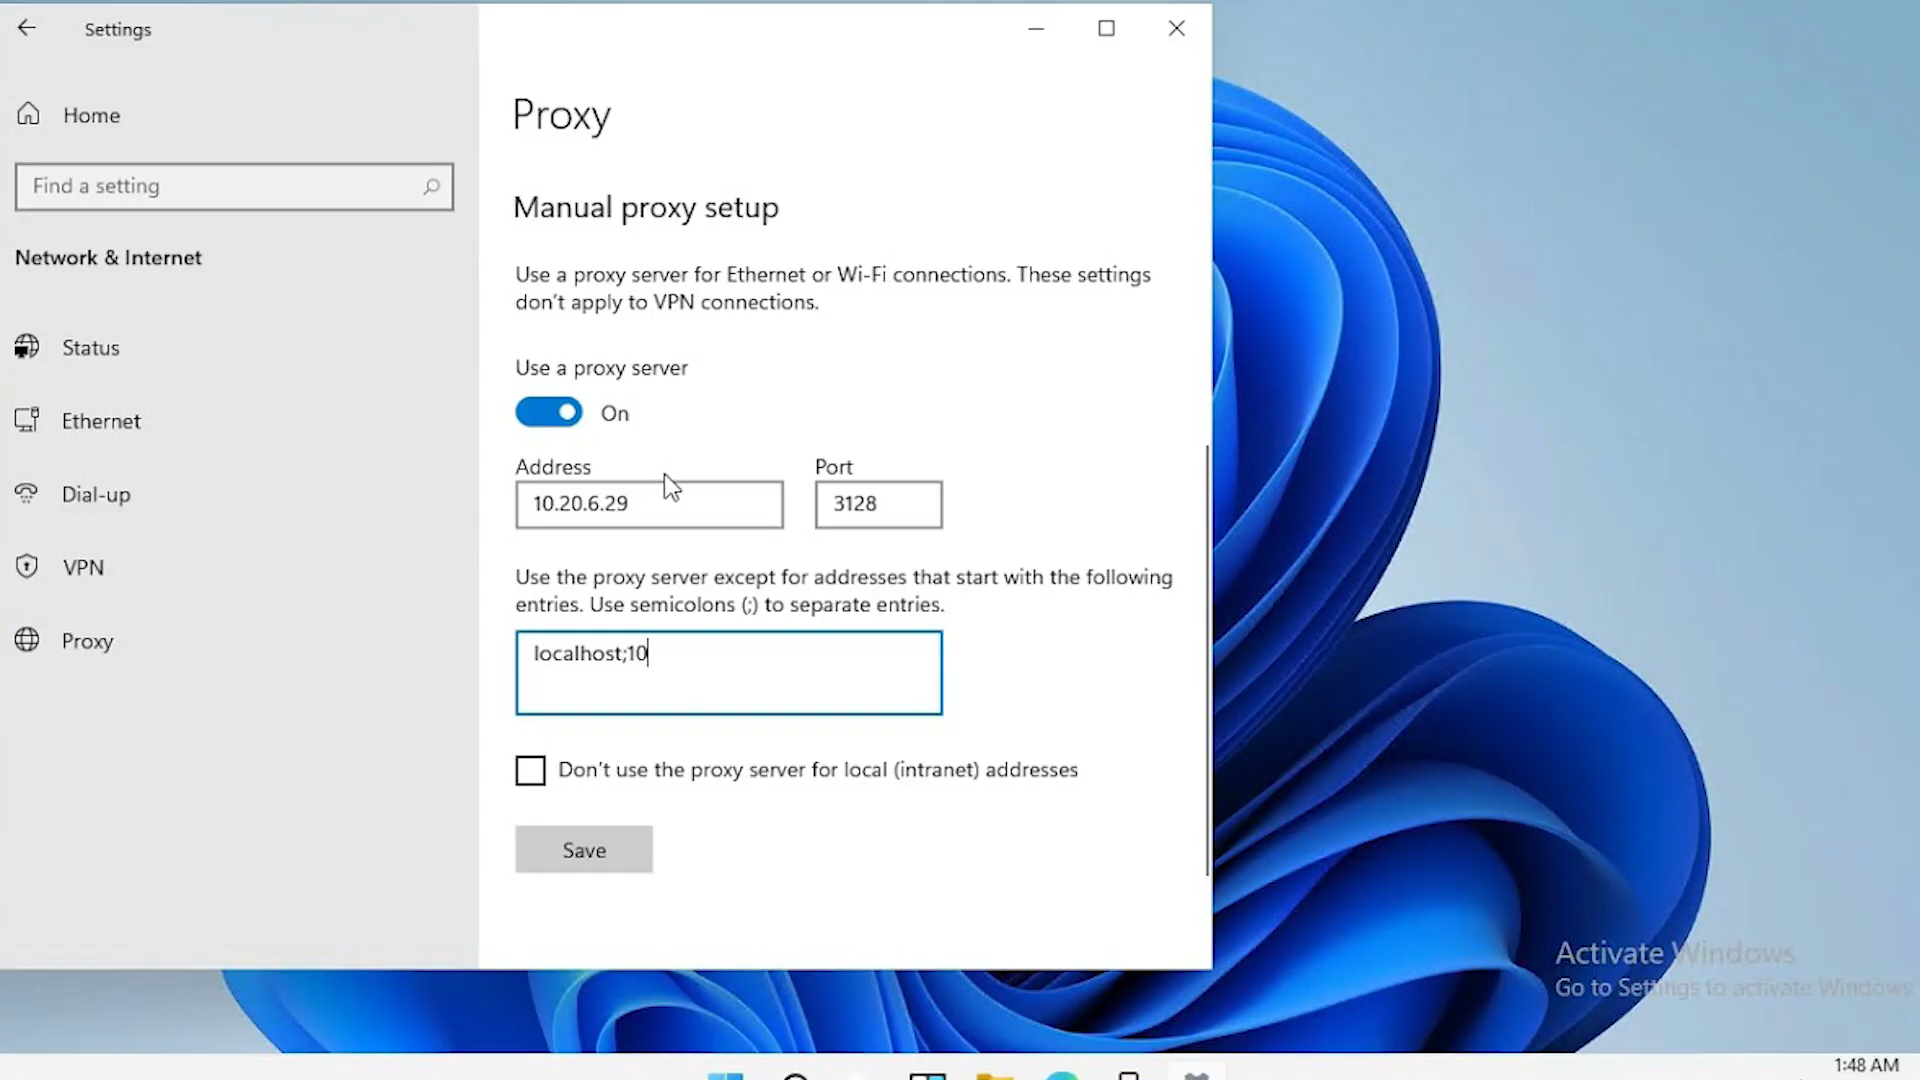 Settings
Home
Find a setting
Network & Internet
Status
Ethernet
Dial-up
VPN
Proxy
Proxy
Manual proxy setup
Use a proxy server for Ethernet or Wi-Fi connections. These settings
don't apply to VPN connections.
Use a proxy server
On
Address
Port
10.20.6.29
3128
Use the proxy server except for addresses that start with the following
entries. Use semicolons (;) to separate entries.
localhost;10
Don't use the proxy server for local (intranet) addresses
Save
Activate Windows
Go to Settings to activate Windows.
1:48 AM